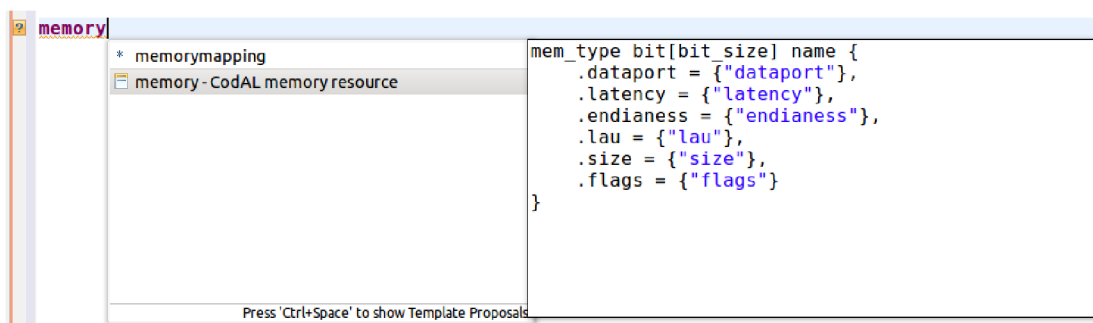 memory
* memorymapping
memory - CodAL memory resource
Press 'Ctrl+Space' to show Template Proposals
mem_type bit[bit_size] name {
    .dataport = {"dataport"},
    .latency = {"latency"},
    .endianess = {"endianess"},
    .lau = {"lau"},
    .size = {"size"},
    .flags = {"flags"}
}